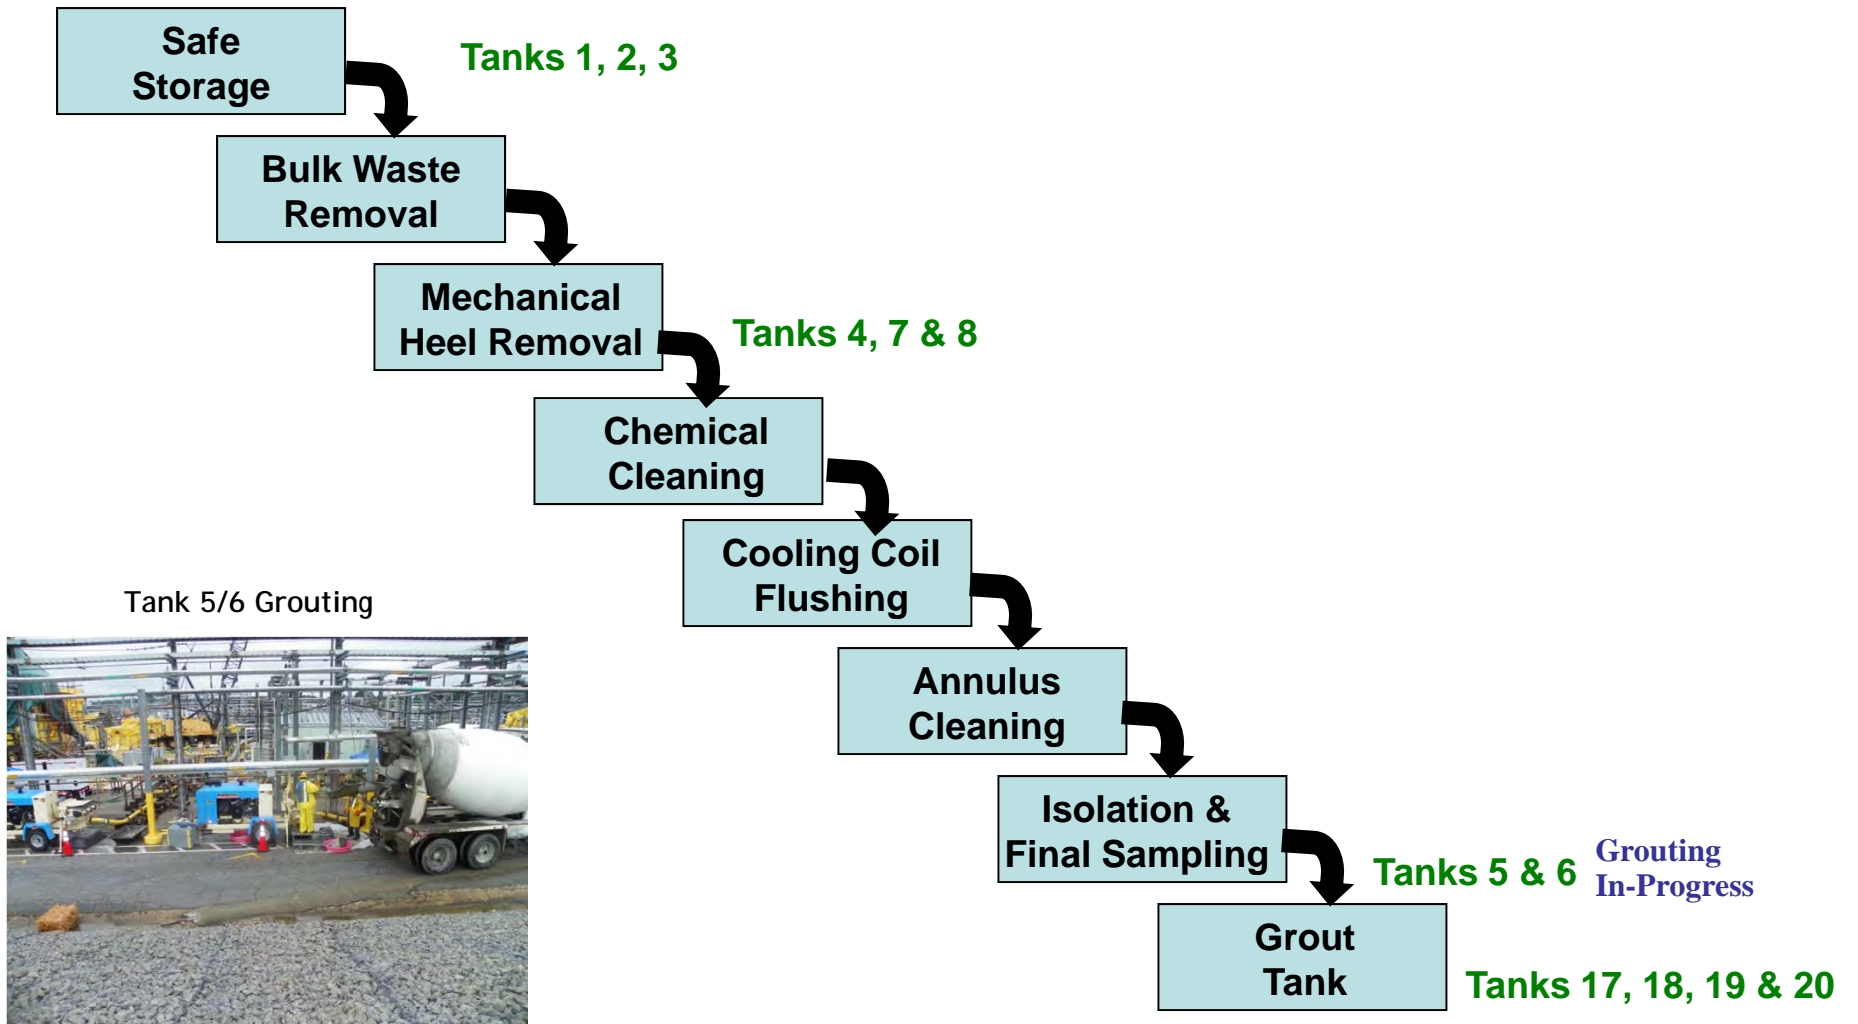 Safe
Storage
Tanks 1, 2, 3
Bulk Waste
Removal
Mechanical
Heel Removal
Tanks 4, 7 & 8
Chemical
Cleaning
Cooling Coil
Flushing
Tank 5/6 Grouting
Annulus
Cleaning
Isolation &
Final Sampling
Tanks 5 & 6
Grouting
In-Progress
Grout
Tank
Tanks 17, 18, 19 & 20